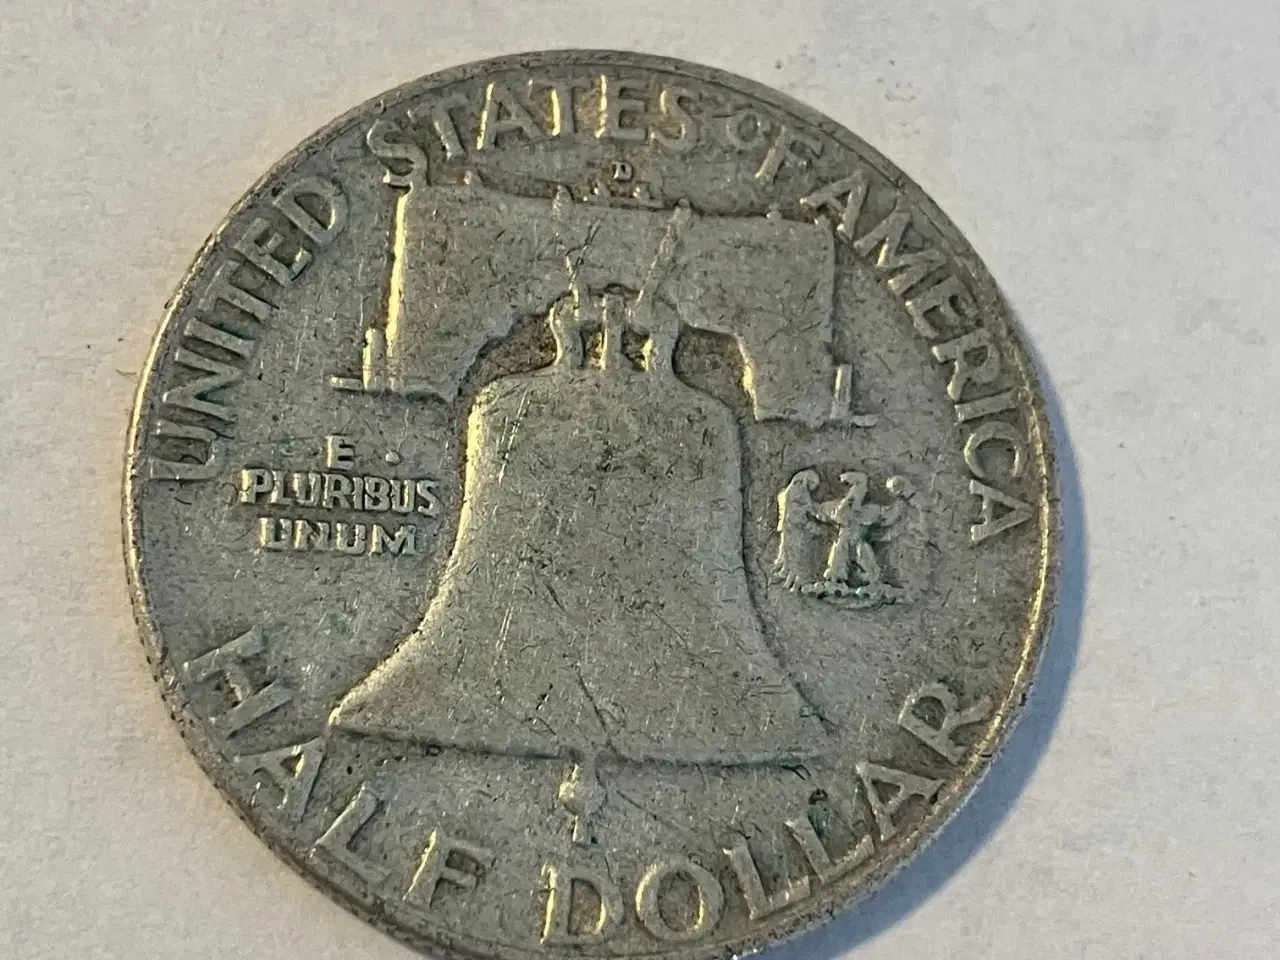 UNITED STATES OF AMERICA
D
E
PLURIBUS
UNUM
HALF DOLLAR